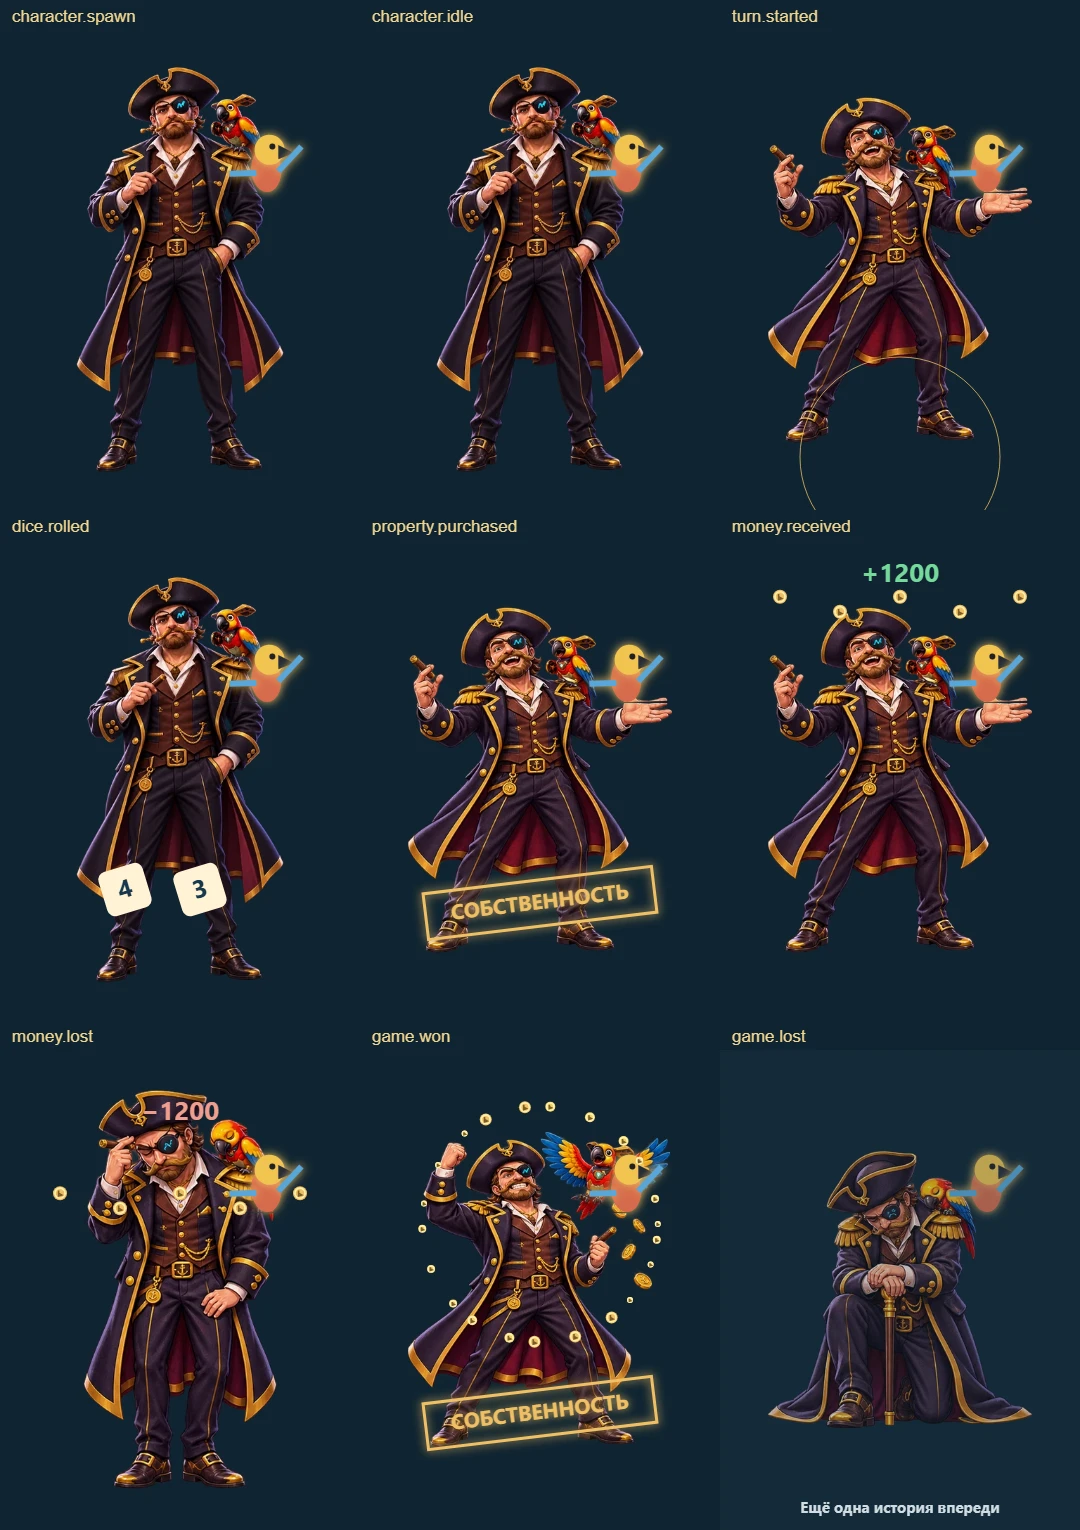 character.spawn
character.idle
turn.started
dice.rolled
property.purchased
money.received
+1200
4
3
СОБСТВЕННОСТЬ
money.lost
game.won
game.lost
−1200
СОБСТВЕННОСТЬ
Ещё одна история впереди